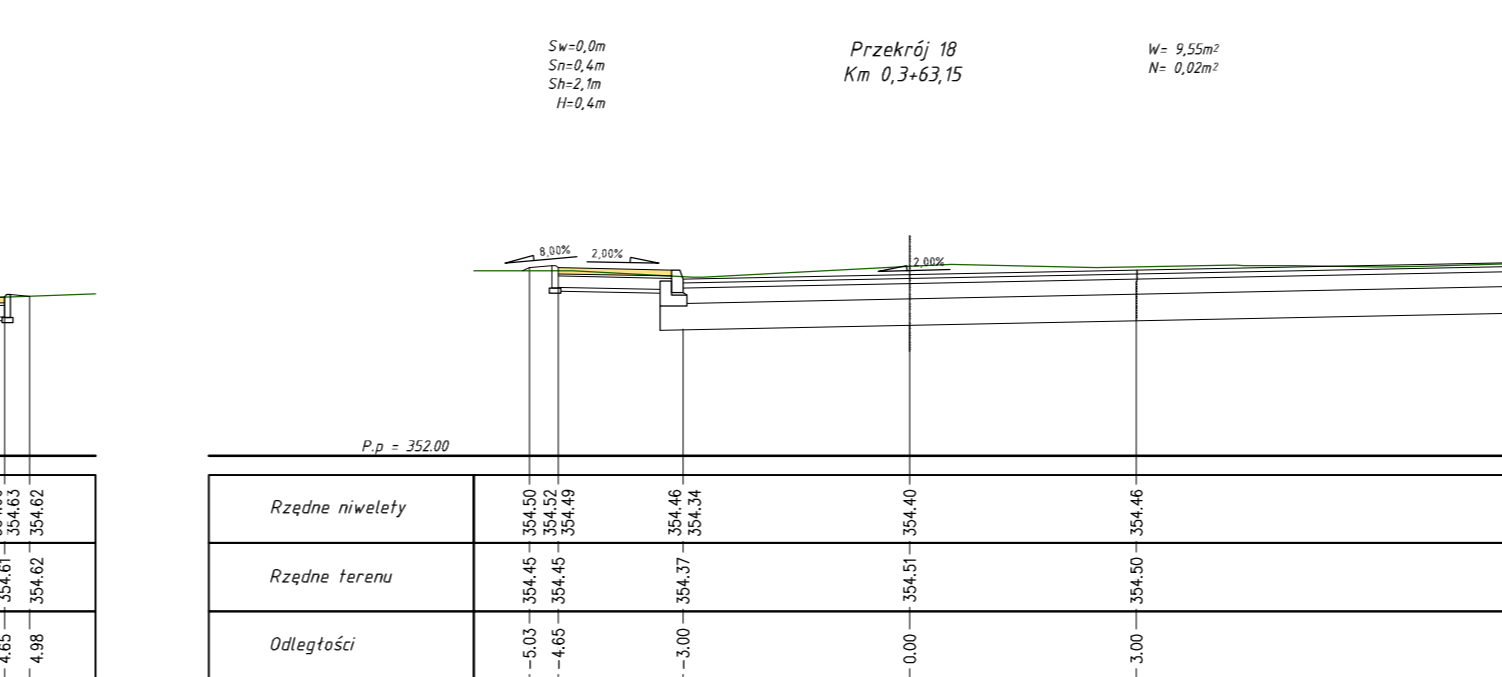 Sw=0,0m
Sn=0,4m
Sh=2,1m
H=0,4m
Przekrój 18
Km 0,3+63,15
W= 9,55m²
N= 0,02m²
8,00%
2,00%
2,00%
P.p = 352.00
354.63
354.62
354.61
354.62
4.65
4.98
Rzędne niwelety
354.50
354.52
354.49
354.46
354.34
354.40
354.46
Rzędne terenu
354.45
354.45
354.37
354.51
354.50
Odległości
-5.03
-4.65
-3.00
0.00
3.00